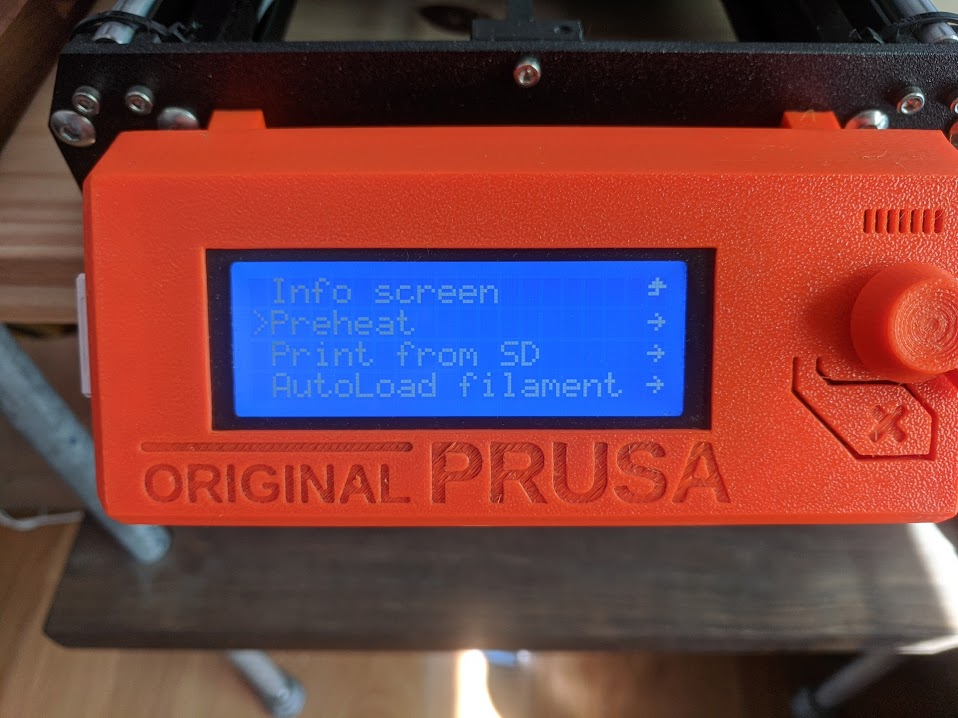 Info screen
>Preheat →
Print from SD →
AutoLoad filament →
ORIGINAL PRUSA